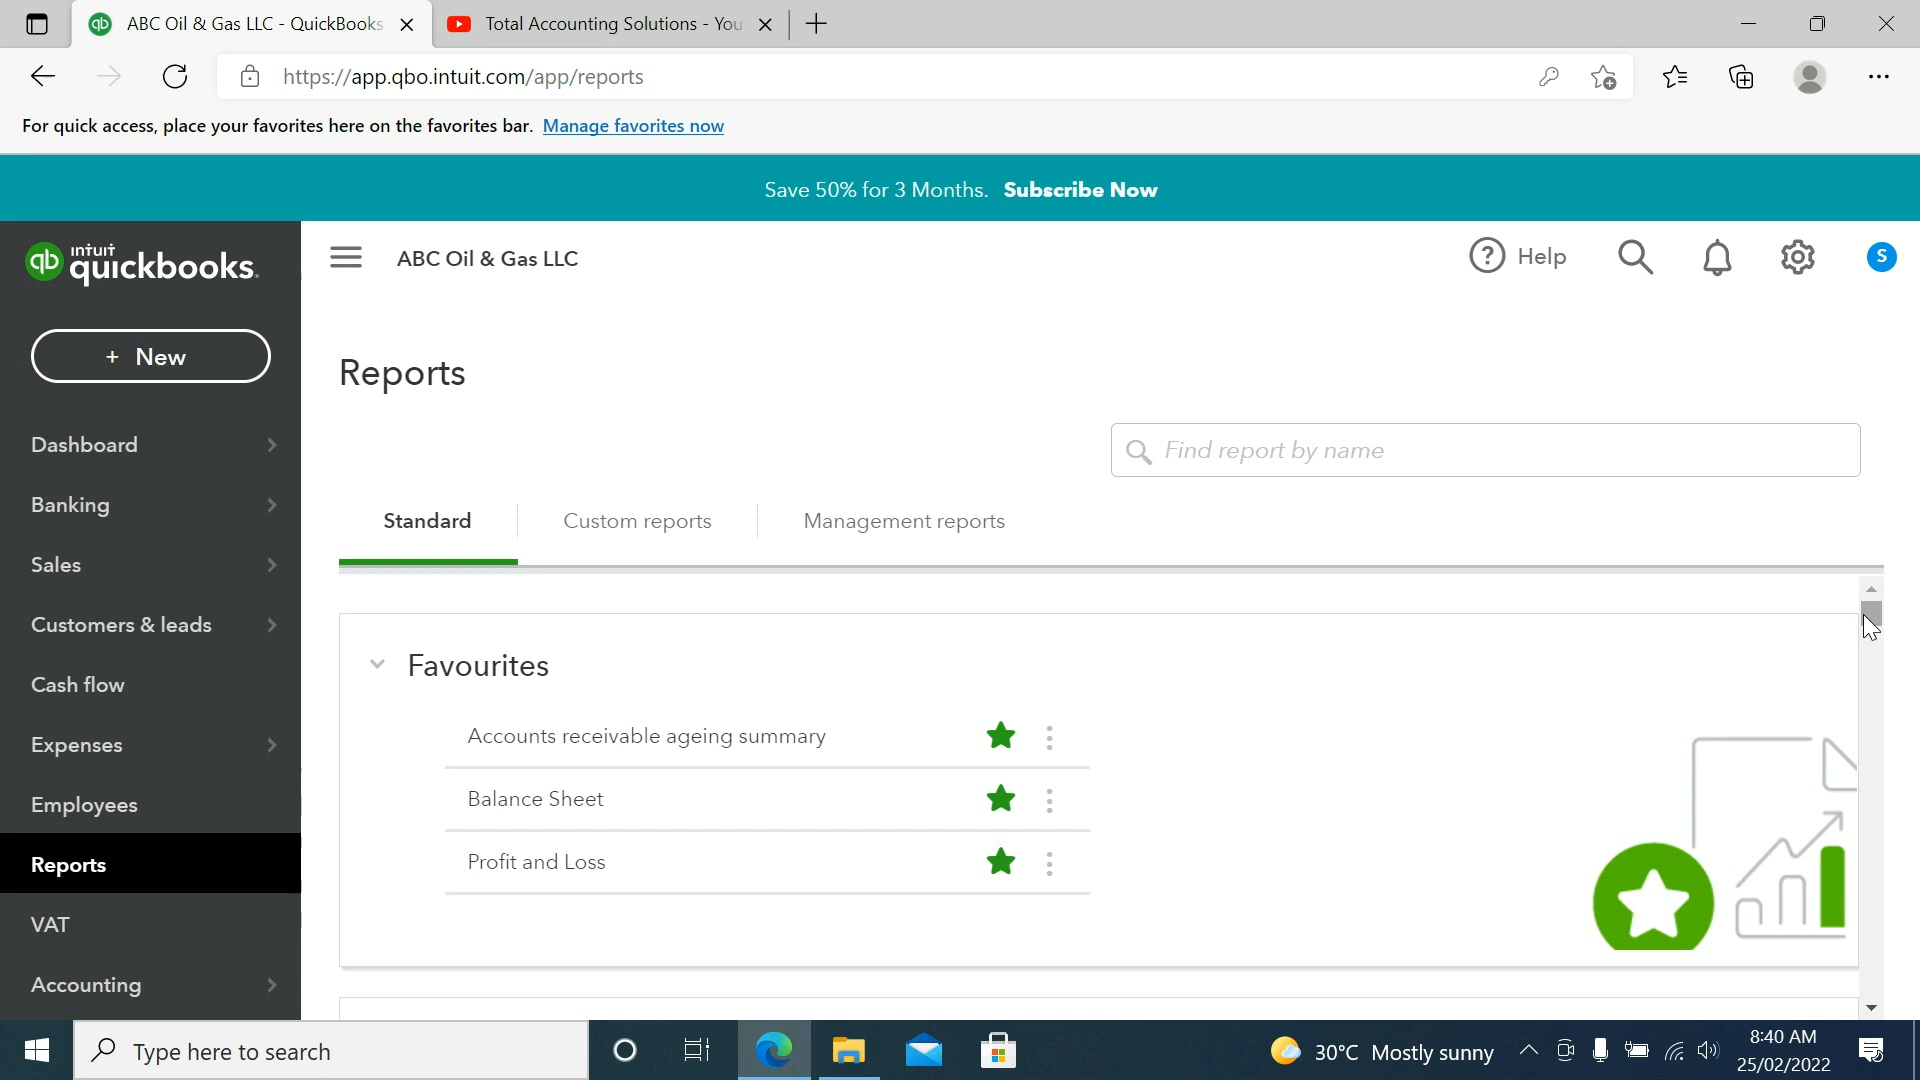 ABC Oil & Gas LLC - QuickBooks
Total Accounting Solutions - You
https://app.qbo.intuit.com/app/reports
For quick access, place your favorites here on the favorites bar. Manage favorites now
Save 50% for 3 Months. Subscribe Now
qb intuit quickbooks.
ABC Oil & Gas LLC
? Help
S
+ New
Reports
Find report by name
Dashboard
Banking
Sales
Customers & leads
Cash flow
Expenses
Employees
Reports
VAT
Accounting
Standard
Custom reports
Management reports
Favourites
Accounts receivable ageing summary
Balance Sheet
Profit and Loss
Type here to search
30°C Mostly sunny
8:40 AM
25/02/2022